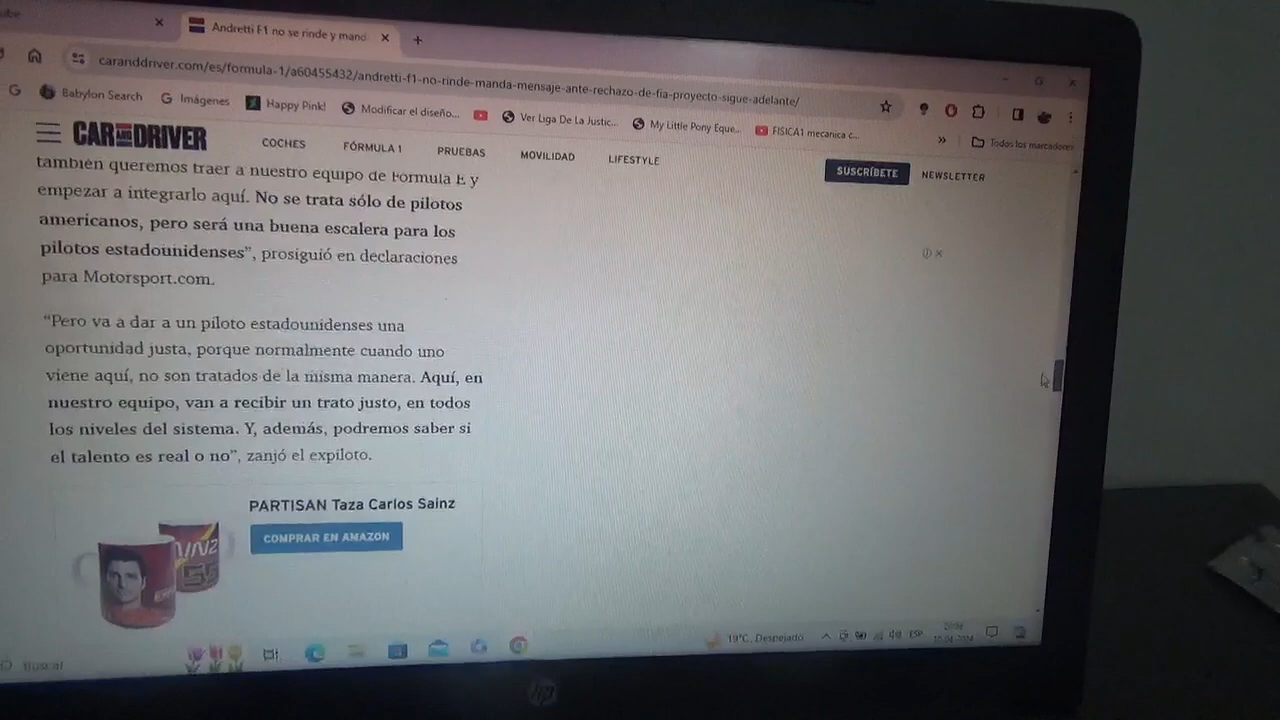 Andretti F1 no se rinde y mand
caranddriver.com/es/formula-1/a60455432/andretti-f1-no-rinde-manda-mensaje-ante-rechazo-de-fia-proyecto-sigue-adelante/
Babylon Search
Imágenes
Happy Pink!
Modificar el diseño...
Ver Liga De La Justic...
My Little Pony Eque...
FISICA1 mecanica c...
»
Todos los marcadores
CAR AND DRIVER
COCHES
FÓRMULA 1
PRUEBAS
MOVILIDAD
LIFESTYLE
SUSCRÍBETE
NEWSLETTER
también queremos traer a nuestro equipo de Fórmula E y
empezar a integrarlo aquí. No se trata sólo de pilotos
americanos, pero será una buena escalera para los
pilotos estadounidenses”, prosiguió en declaraciones
para Motorsport.com.
“Pero va a dar a un piloto estadounidenses una
oportunidad justa, porque normalmente cuando uno
viene aquí, no son tratados de la misma manera. Aquí, en
nuestro equipo, van a recibir un trato justo, en todos
los niveles del sistema. Y, además, podremos saber si
el talento es real o no”, zanjó el expiloto.
PARTISAN Taza Carlos Sainz
COMPRAR EN AMAZON
Buscar
19°C Despejado
ESP
hp